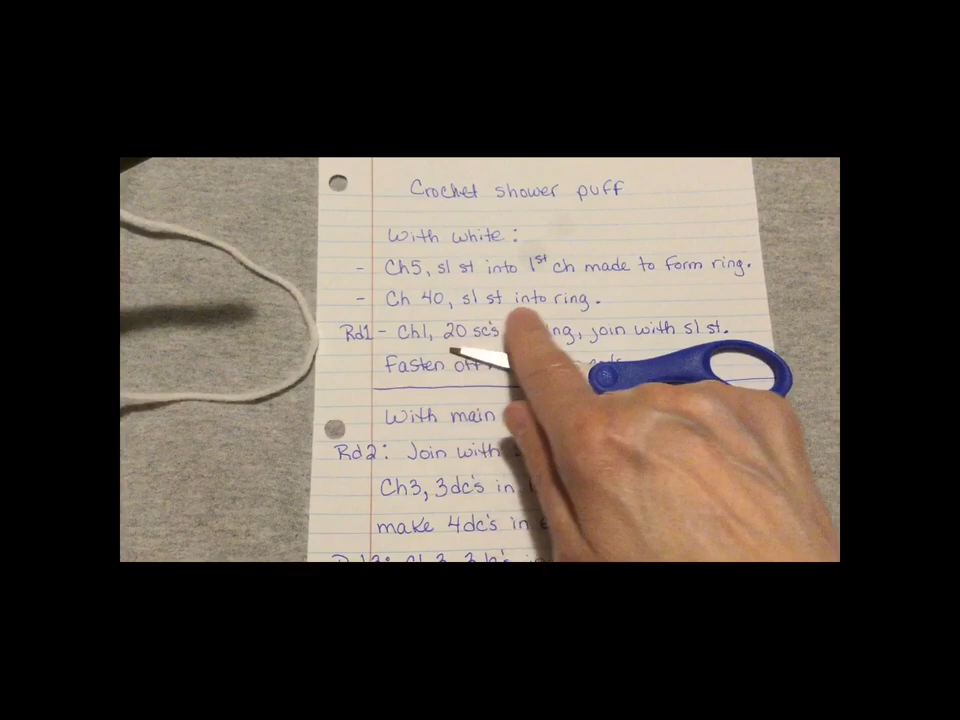 Crochet shower puff
With white:
- Ch5, sl st into 1st ch made to form ring.
- Ch 40, sl st into ring.
Rd1 - Ch1, 20 sc's ng, join with sl st.
Fasten off
With main
Rd2: Join with
Ch3, 3dc's in
make 4dc's in